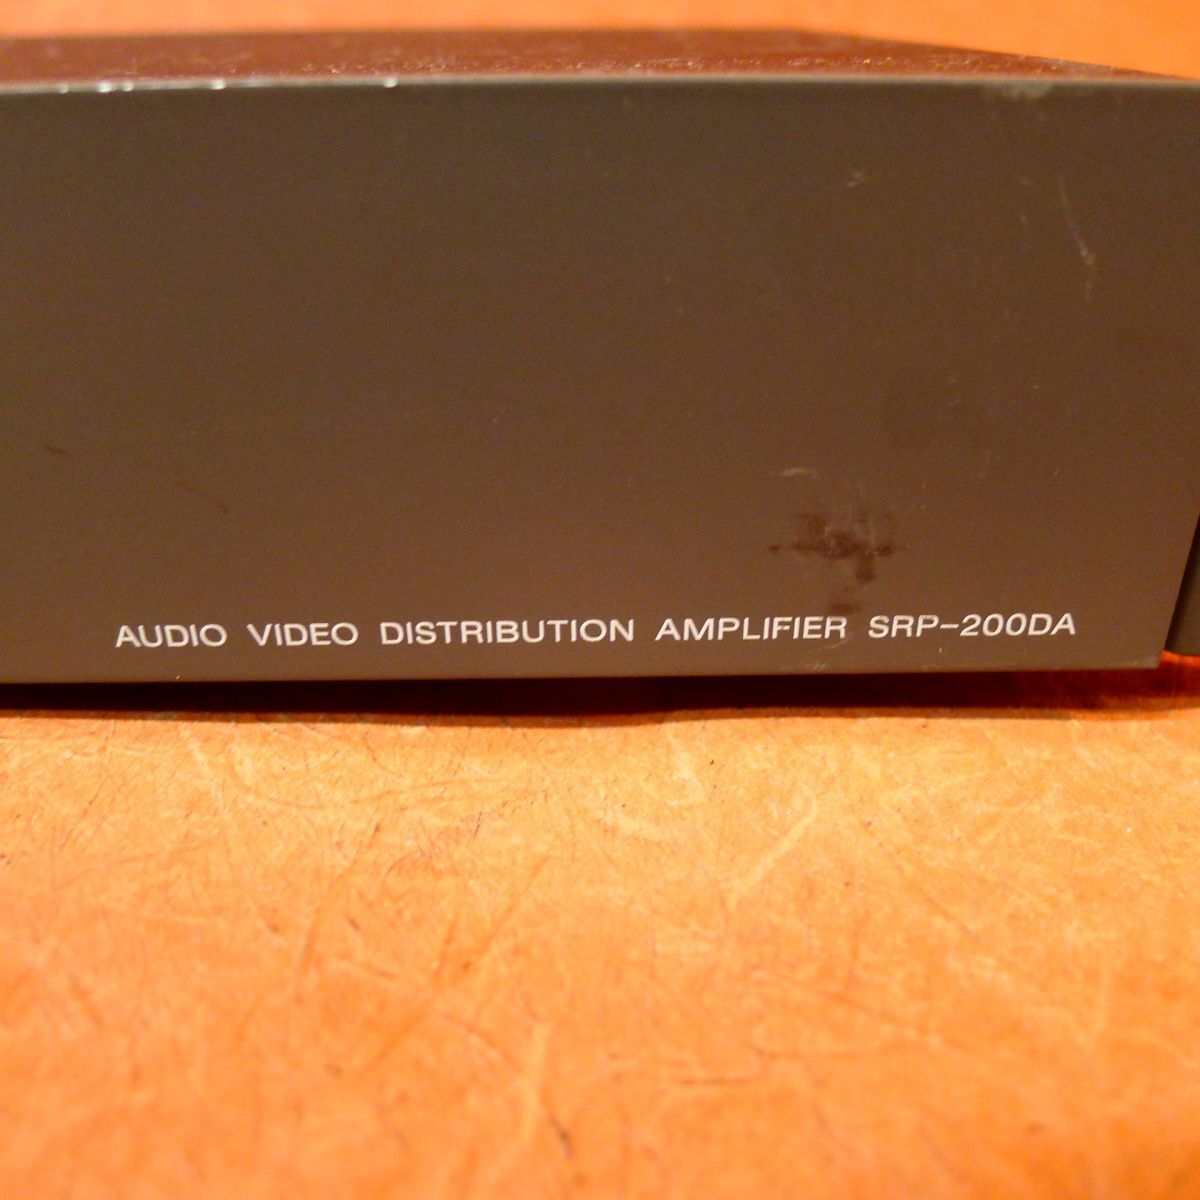 AUDIO VIDEO DISTRIBUTION AMPLIFIER SRP-200DA